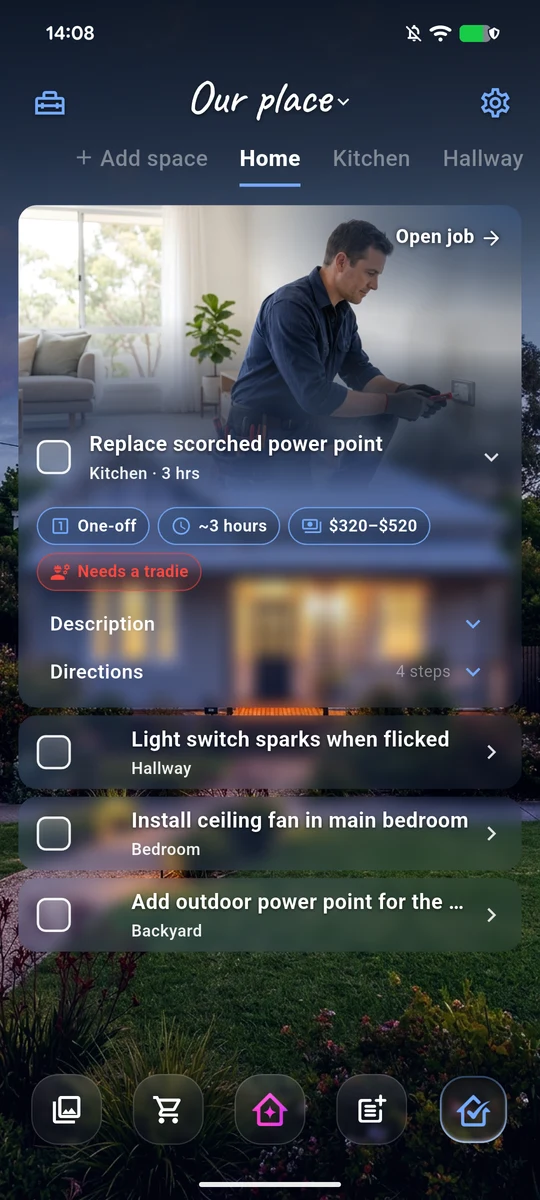 14:08
Our place
+ Add space Home Kitchen Hallway
Open job →
Replace scorched power point
Kitchen · 3 hrs
1 One-off ~3 hours $320–$520
Needs a tradie
Description
Directions 4 steps
Light switch sparks when flicked
Hallway
Install ceiling fan in main bedroom
Bedroom
Add outdoor power point for the ...
Backyard